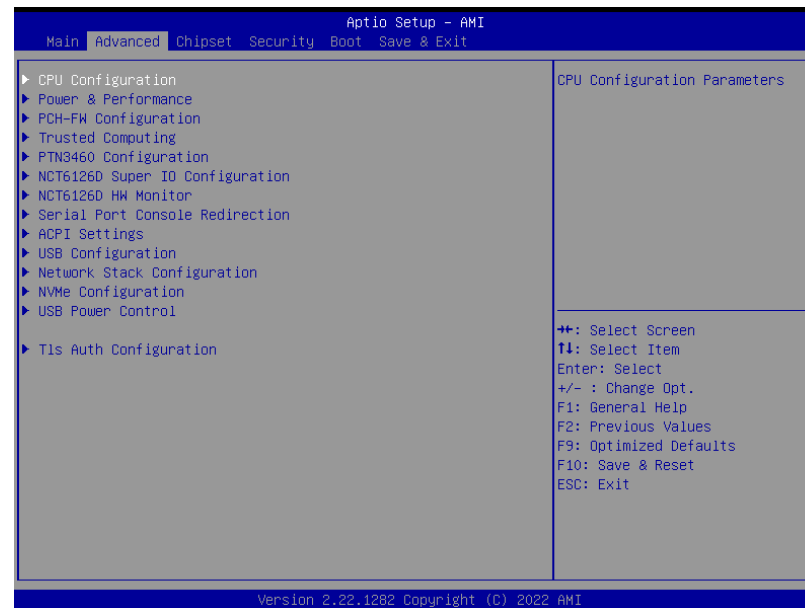 Aptio Setup – AMI
Main Advanced Chipset Security Boot Save & Exit
▶ CPU Configuration
▶ Power & Performance
▶ PCH-FW Configuration
▶ Trusted Computing
▶ PTN3460 Configuration
▶ NCT6126D Super IO Configuration
▶ NCT6126D HW Monitor
▶ Serial Port Console Redirection
▶ ACPI Settings
▶ USB Configuration
▶ Network Stack Configuration
▶ NVMe Configuration
▶ USB Power Control
▶ Tls Auth Configuration
CPU Configuration Parameters
→←: Select Screen
↑↓: Select Item
Enter: Select
+/- : Change Opt.
F1: General Help
F2: Previous Values
F9: Optimized Defaults
F10: Save & Reset
ESC: Exit
Version 2.22.1282 Copyright (C) 2022 AMI